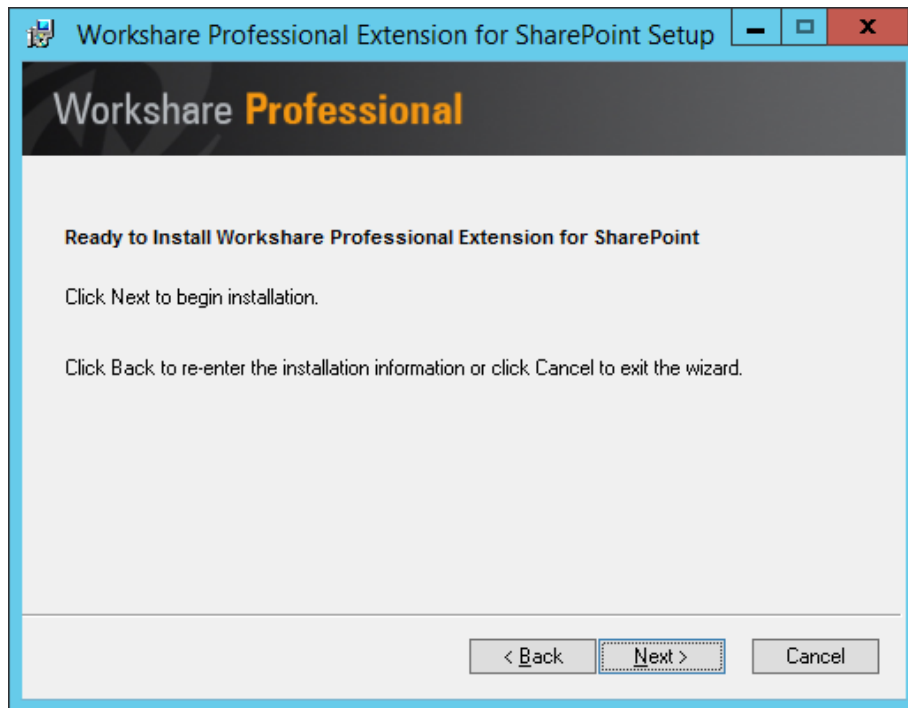 Workshare Professional Extension for SharePoint Setup
Workshare Professional
Ready to Install Workshare Professional Extension for SharePoint
Click Next to begin installation.
Click Back to re-enter the installation information or click Cancel to exit the wizard.
< Back Next > Cancel